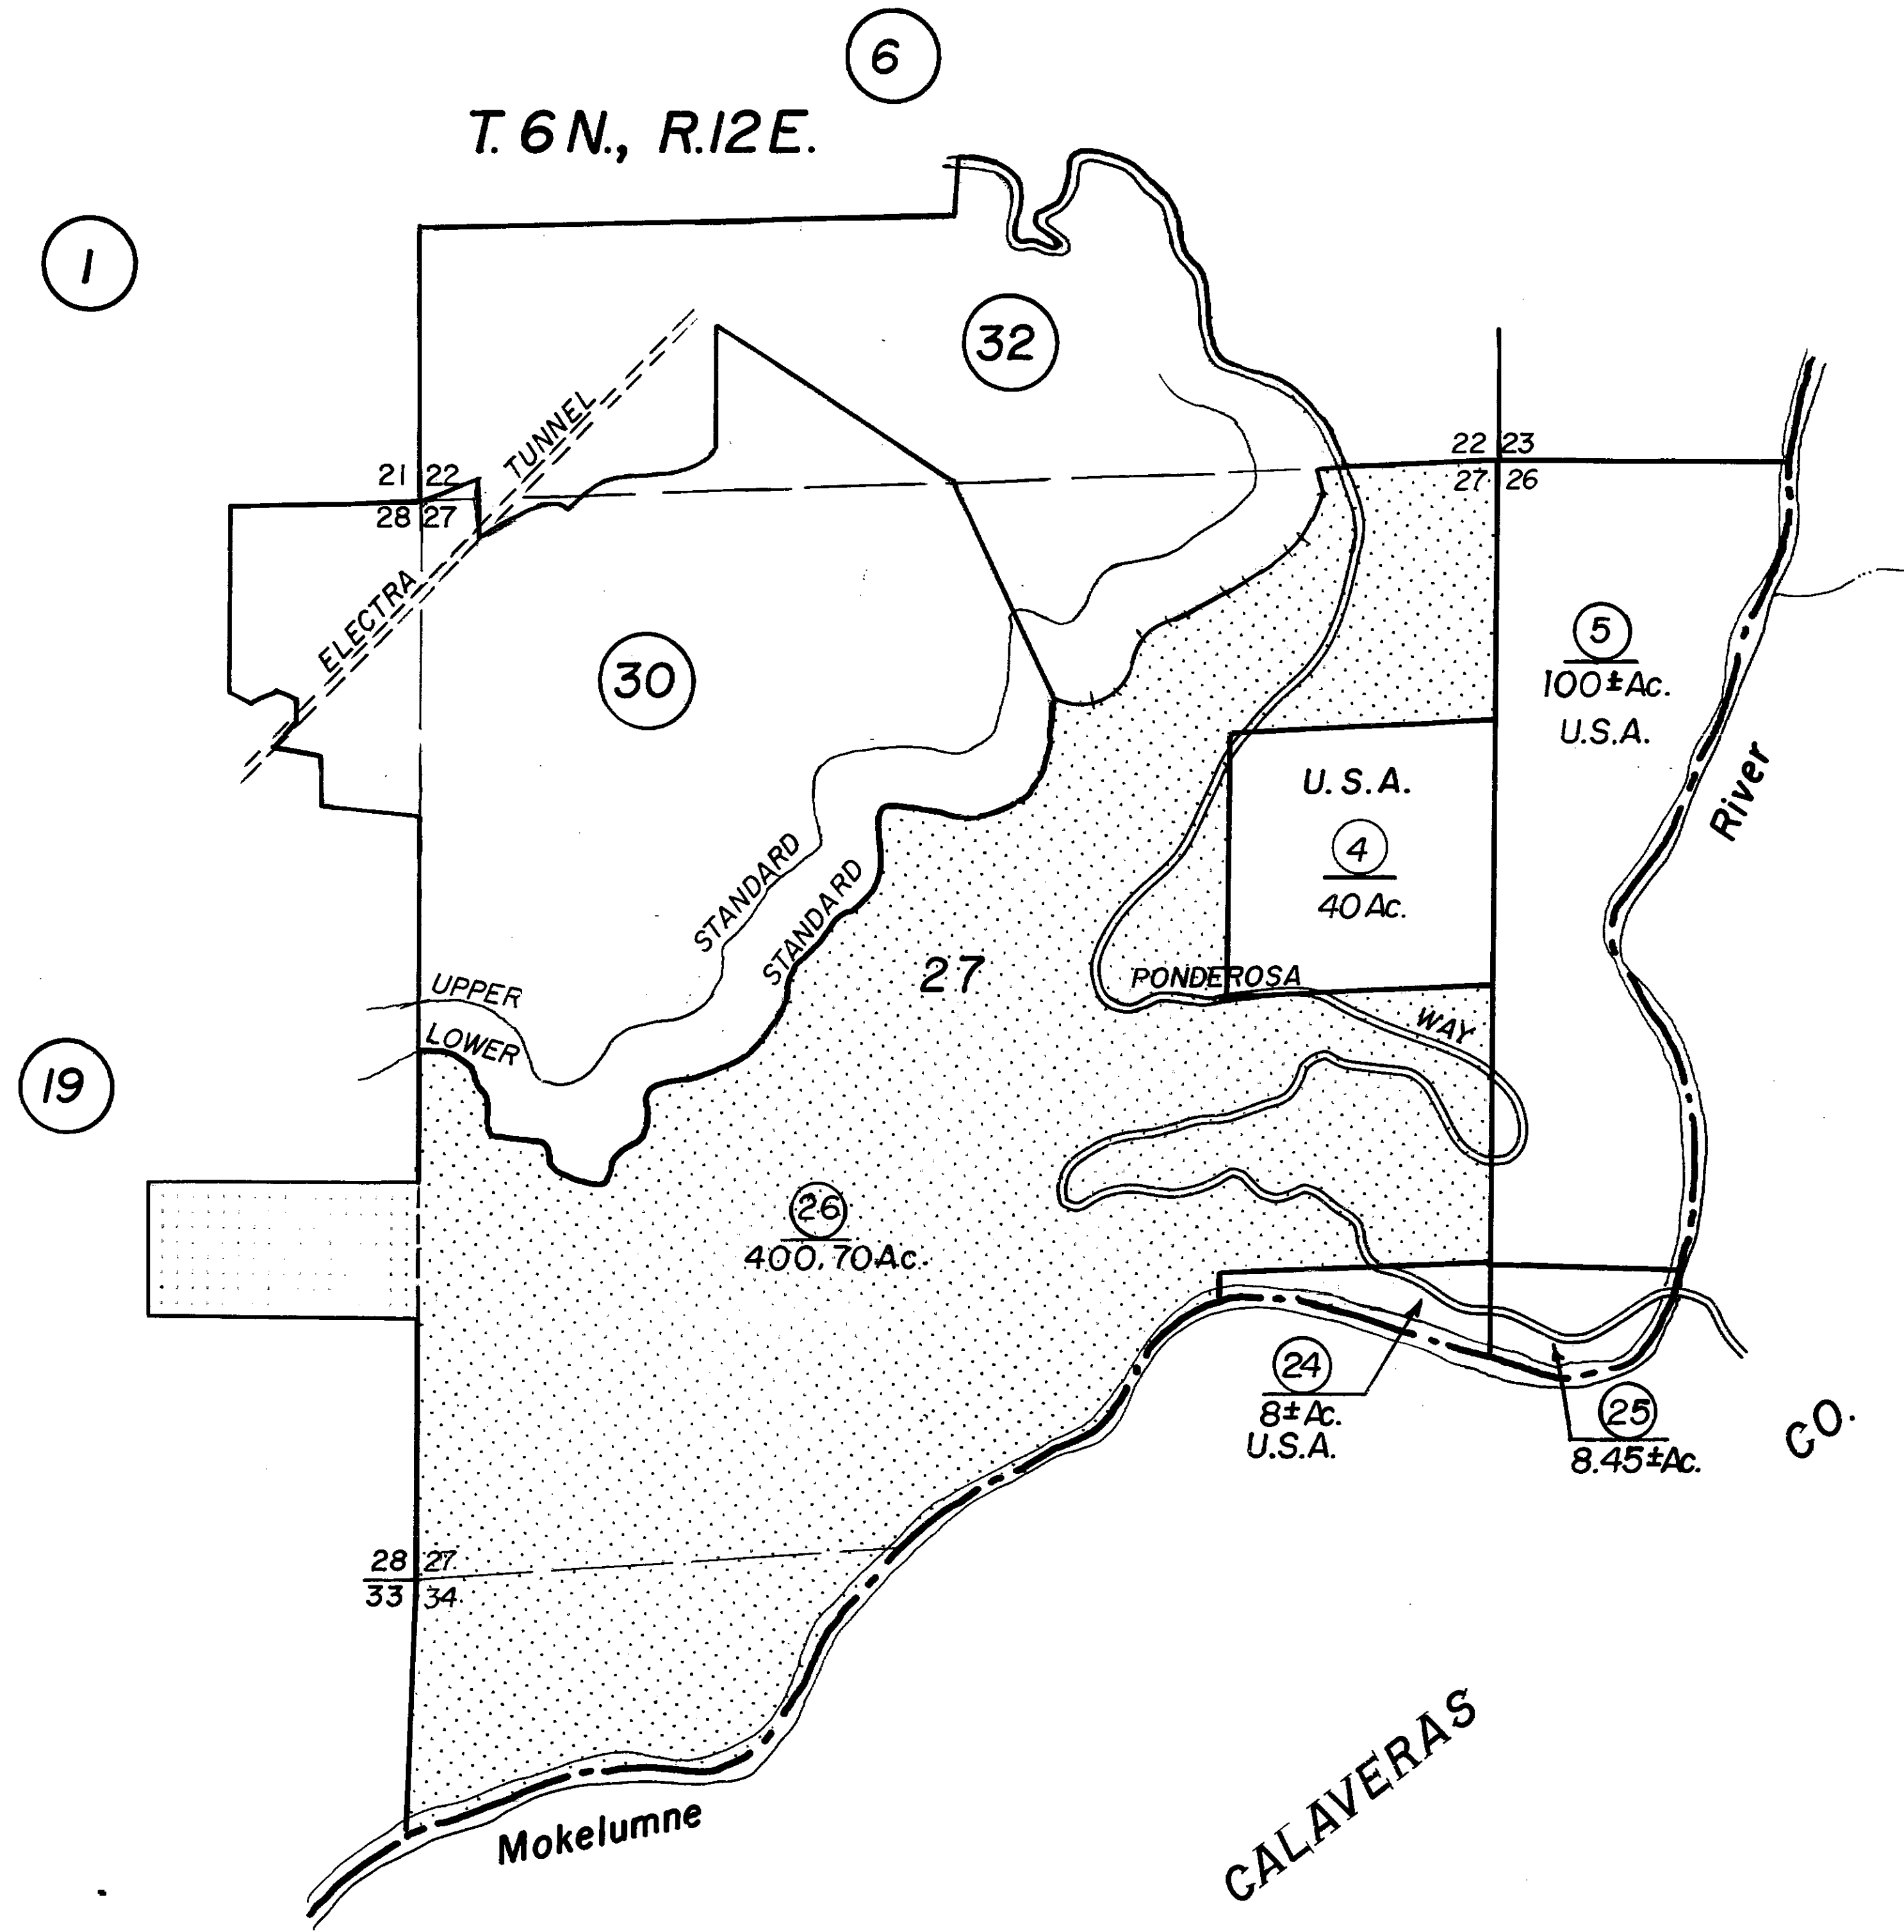 6
T. 6 N., R.12 E.
1
32
TUNNEL
21 22
28 27
22 23
27 26
ELECTRA
30
5
100± Ac.
U.S.A.
U.S.A.
4
40 Ac.
River
STANDARD
STANDARD
27
PONDEROSA
WAY
UPPER
LOWER
19
26
400.70 Ac.
24
8± Ac.
U.S.A.
25
8.45± Ac.
CO.
28 27
33 34
CALAVERAS
Mokelumne